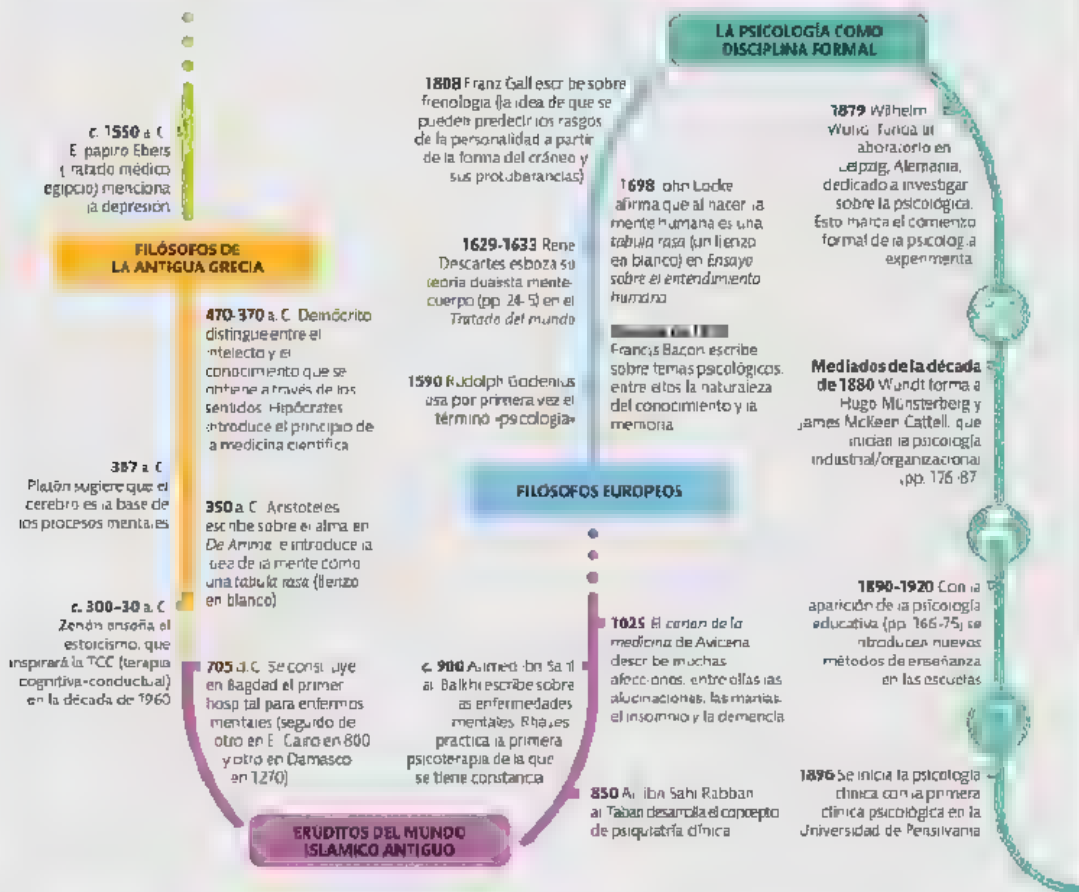 c. 1550 a. C.
E papiro Ebers
( ratado médico
egipcio) menciona
la depresión
FILÓSOFOS DE
LA ANTIGUA GRECIA
470-370 a. C. Demócrito
distingue entre el
intelecto y el
conocimiento que se
obtiene a través de los
sentidos. Hipócrates
introduce el principio de
la medicina científica
387 a. C.
Platón sugiere que el
cerebro es la base de
los procesos mentales
350 a. C. Aristóteles
escribe sobre el alma en
De Anima e introduce la
idea de la mente como
una tabula rasa (lienzo
en blanco)
c. 300-30 a. C.
Zenón enseña el
estoicismo, que
inspirará la TCC (terapia
cognitiva-conductual)
en la década de 1960
705 d. C. Se constituye
en Bagdad el primer
hospital para enfermos
mentales (seguido de
otro en El Cairo en 800
y otro en Damasco
en 1270)
ERUDITOS DEL MUNDO
ISLAMICO ANTIGUO
850 Ali ibn Sahl Rabban
al Tabari desarrolla el concepto
de psiquiatría clínica
c. 900 Ahmed ibn Sahl
al Balkhi escribe sobre
las enfermedades
mentales. Rhazes
practica la primera
psicoterapia de la que
se tiene constancia
1025 El canon de la
medicina de Avicena
describe muchas
afecciones, entre ellas las
alucinaciones, las manías,
el insomnio y la demencia
FILÓSOFOS EUROPEOS
1590 Rudolph Goclenius
usa por primera vez el
término «psicología»
Francis Bacon escribe
sobre temas psicológicos,
entre ellos la naturaleza
del conocimiento y la
memoria
1629-1633 René
Descartes esboza su
teoría dualista mente-
cuerpo (pp. 24-5) en el
Tratado del mundo
1698 John Locke
afirma que al nacer la
mente humana es una
tabula rasa (un lienzo
en blanco) en Ensayo
sobre el entendimiento
humano
1808 Franz Gall escribe sobre
frenología (la idea de que se
pueden predecir los rasgos
de la personalidad a partir
de la forma del cráneo y
sus protuberancias)
LA PSICOLOGÍA COMO
DISCIPLINA FORMAL
1879 Wilhelm
Wundt funda un
laboratorio en
Leipzig, Alemania,
dedicado a investigar
sobre la psicológica.
Esto marca el comienzo
formal de la psicología
experimental
Mediados de la década
de 1880 Wundt forma a
Hugo Münsterberg y
James McKeen Cattell, que
inician la psicología
industrial/organizacional
(pp. 176-87)
1890-1920 Con la
aparición de la psicología
educativa (pp. 166-75) se
introducen nuevos
métodos de enseñanza
en las escuelas
1896 Se inicia la psicología
clínica con la primera
clínica psicológica en la
Universidad de Pensilvania